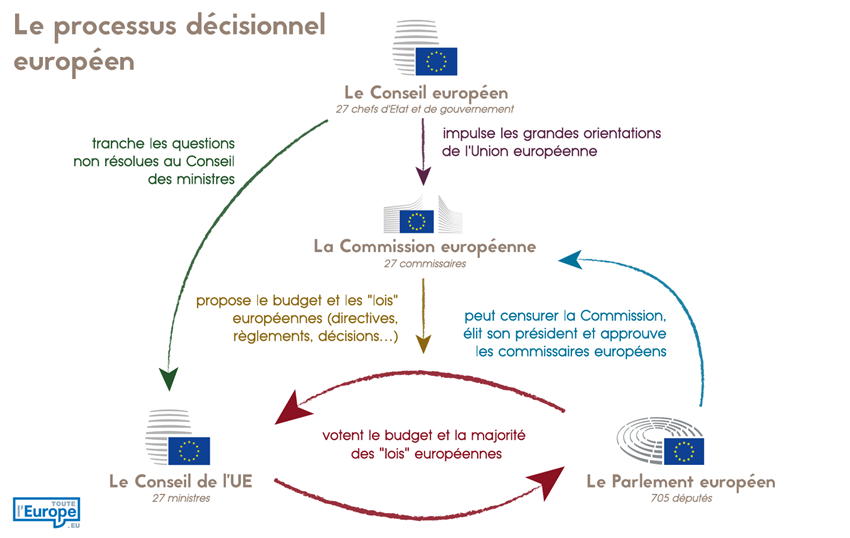 Le processus décisionnel
européen
Le Conseil européen
27 chefs d'Etat et de gouvernement
tranche les questions
non résolues au Conseil
des ministres
impulse les grandes orientations
de l'Union européenne
La Commission européenne
27 commissaires
propose le budget et les "lois"
européennes (directives,
règlements, décisions...)
peut censurer la Commission,
élit son président et approuve
les commissaires européens
votent le budget et la majorité
des "lois" européennes
Le Conseil de l'UE
27 ministres
Le Parlement européen
705 députés
TOUTE
l'Europe
.EU